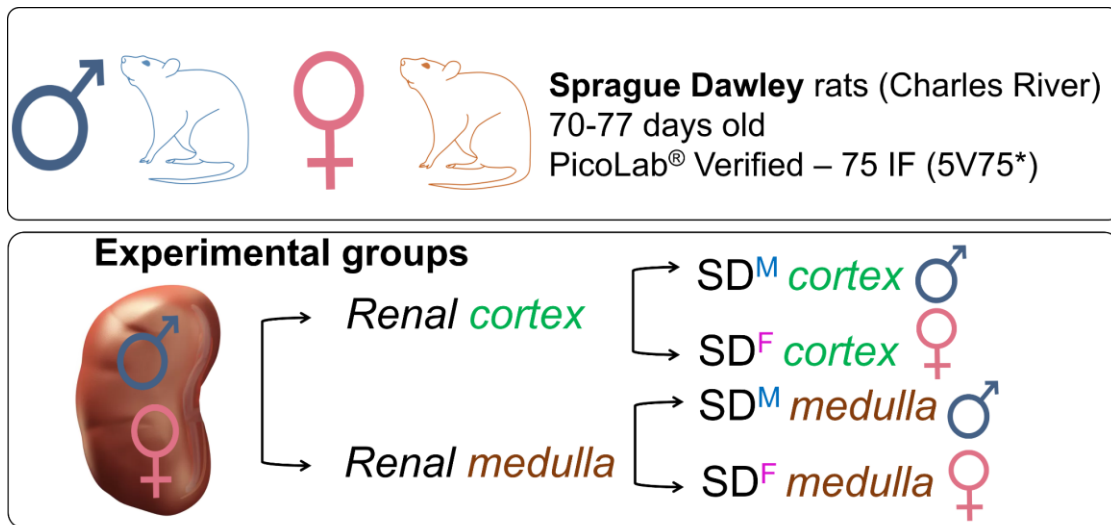 Sprague Dawley rats (Charles River)
70-77 days old
PicoLab® Verified – 75 IF (5V75*)
Experimental groups
Renal cortex
SDM cortex
SDF cortex
Renal medulla
SDM medulla
SDF medulla